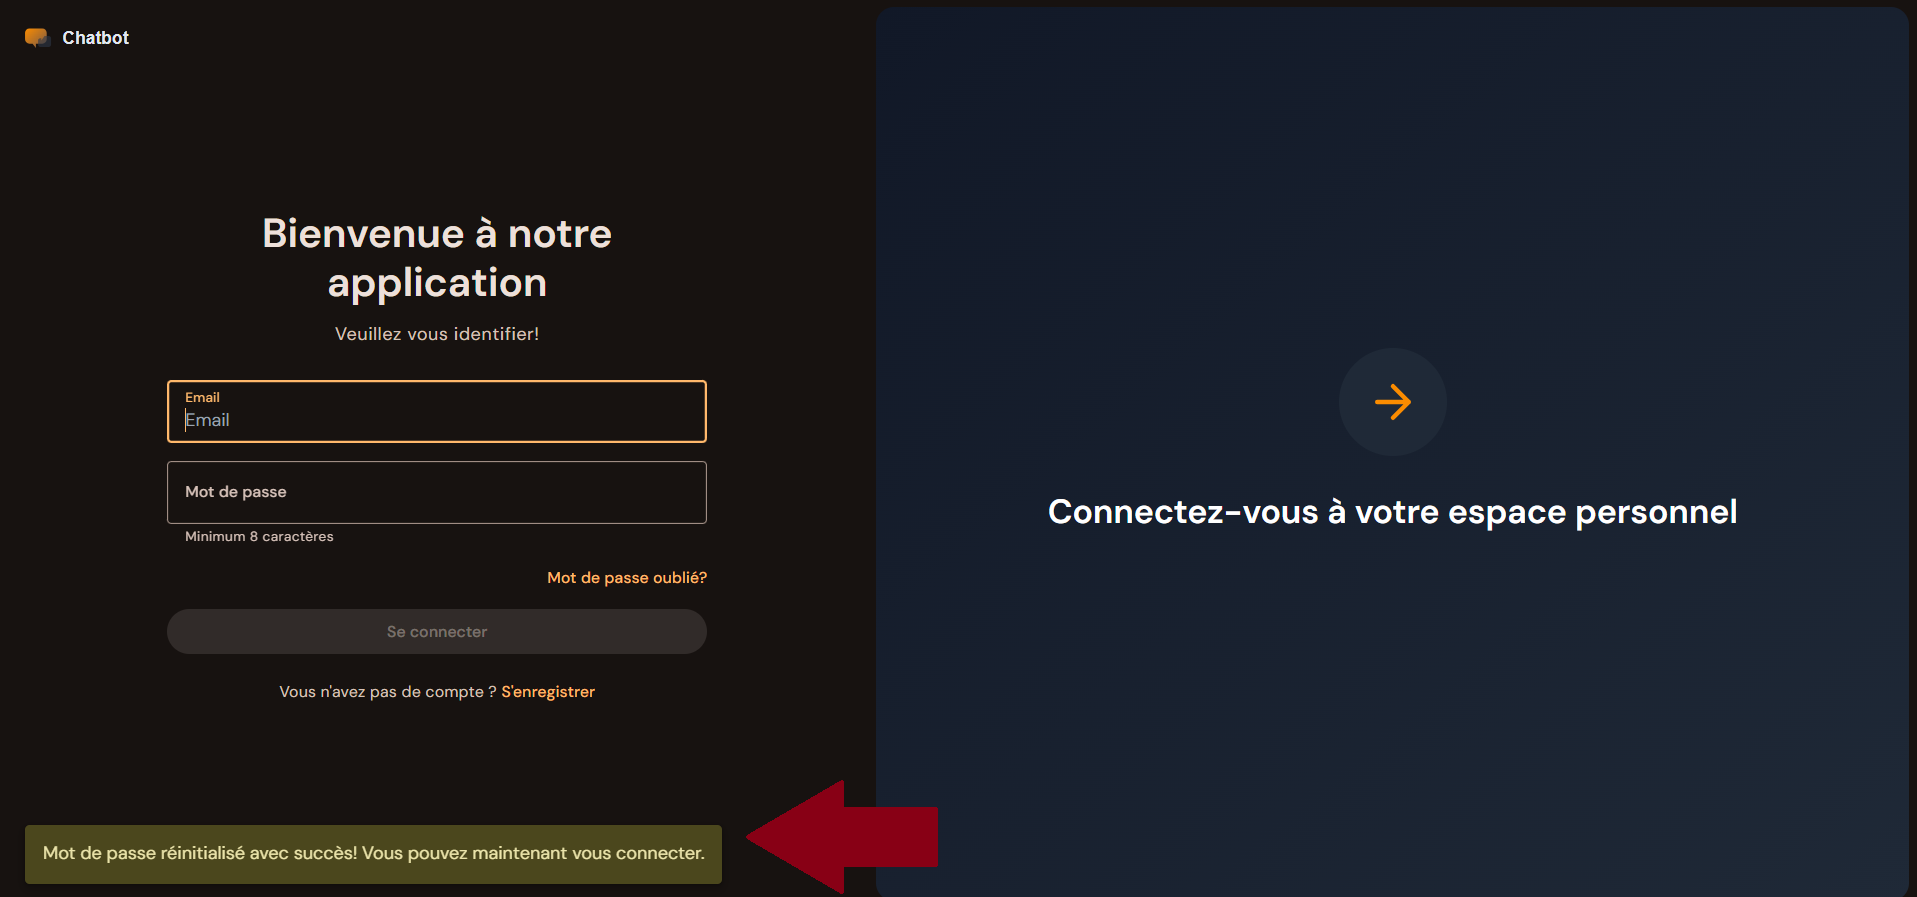 Chatbot
Bienvenue à notre
application
Veuillez vous identifier!
Email
Email
Mot de passe
Minimum 8 caractères
Mot de passe oublié?
Se connecter
Vous n'avez pas de compte ? S'enregistrer
Mot de passe réinitialisé avec succès! Vous pouvez maintenant vous connecter.
Connectez-vous à votre espace personnel